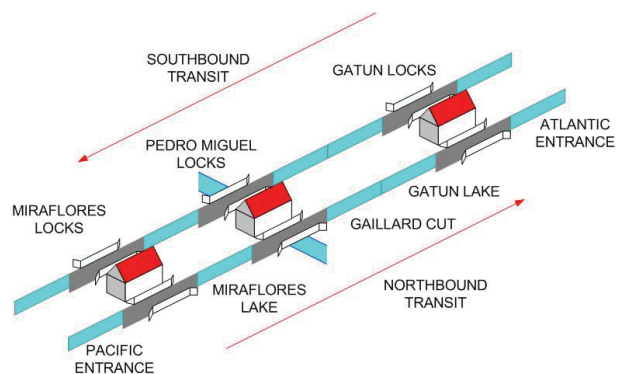 SOUTHBOUND
TRANSIT
GATUN LOCKS
ATLANTIC
ENTRANCE
PEDRO MIGUEL
LOCKS
GATUN LAKE
MIRAFLORES
LOCKS
GAILLARD CUT
MIRAFLORES
LAKE
NORTHBOUND
TRANSIT
PACIFIC
ENTRANCE